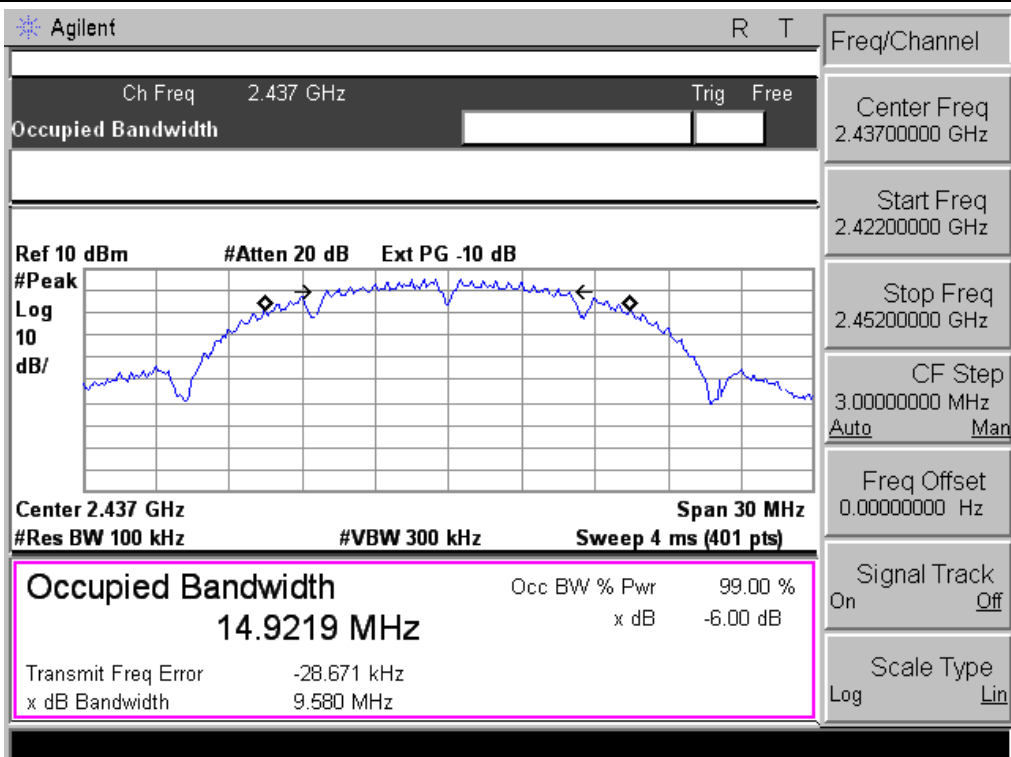 Agilent R T
Freq/Channel
Ch Freq 2.437 GHz Trig Free
Occupied Bandwidth
Center Freq
2.43700000 GHz
Start Freq
2.42200000 GHz
Ref 10 dBm #Atten 20 dB Ext PG -10 dB
#Peak
Log
10
dB/
Stop Freq
2.45200000 GHz
CF Step
3.00000000 MHz
Auto Man
Center 2.437 GHz Span 30 MHz
#Res BW 100 kHz #VBW 300 kHz Sweep 4 ms (401 pts)
Freq Offset
0.00000000 Hz
Occupied Bandwidth
14.9219 MHz
Occ BW % Pwr 99.00 %
x dB -6.00 dB
Transmit Freq Error -28.671 kHz
x dB Bandwidth 9.580 MHz
Signal Track
On Off
Scale Type
Log Lin